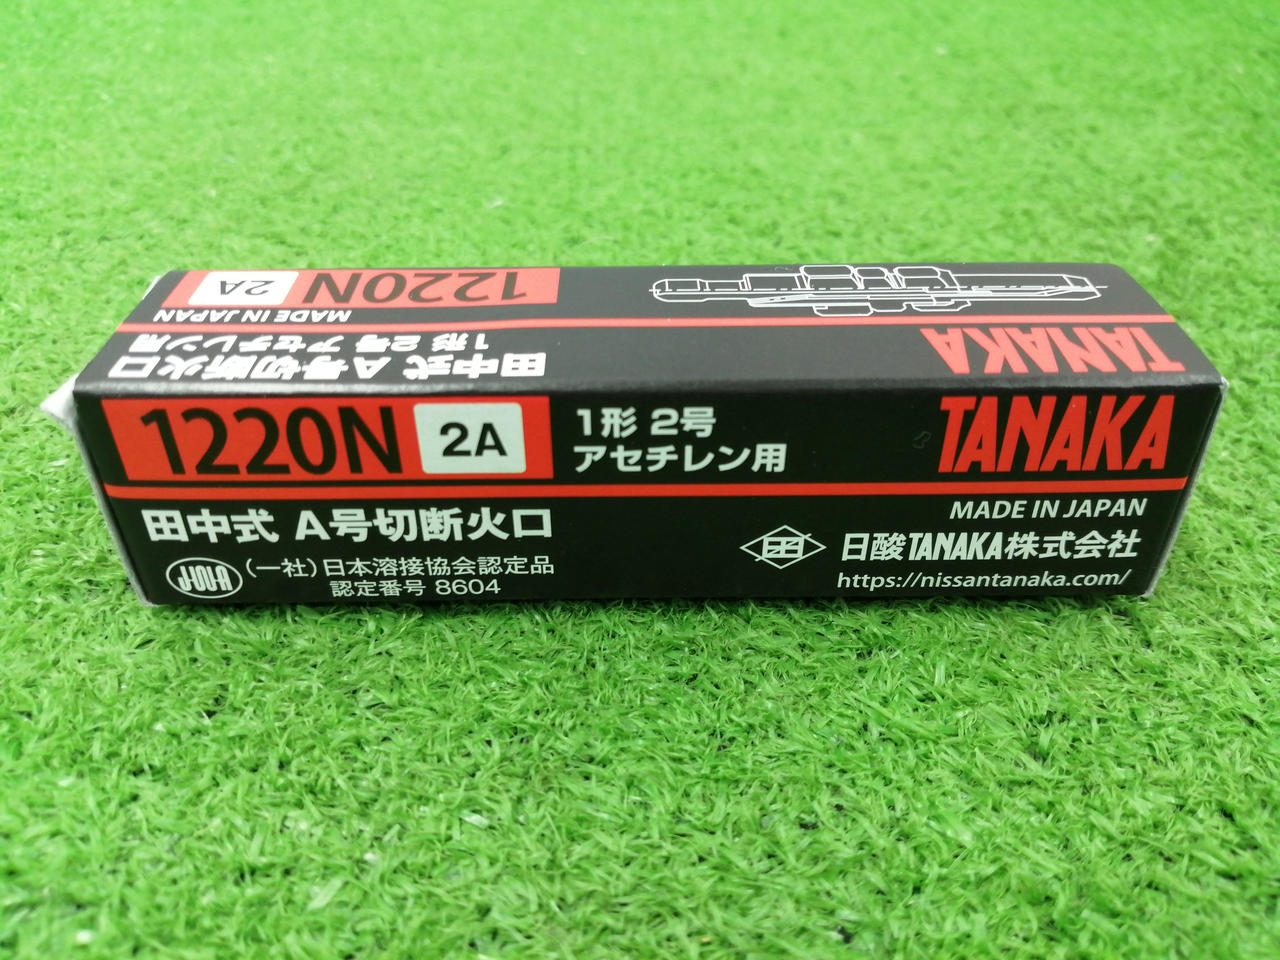 1220N 2A
MADE IN JAPAN
田中式 A号切断火口
1形 2号 アセチレン用
TANAKA
1220N 2A
1形 2号
アセチレン用
TANAKA
田中式 A号切断火口
JWA
(一社)日本溶接協会認定品
認定番号 8604
MADE IN JAPAN
日酸TANAKA株式会社
https://nissantanaka.com/